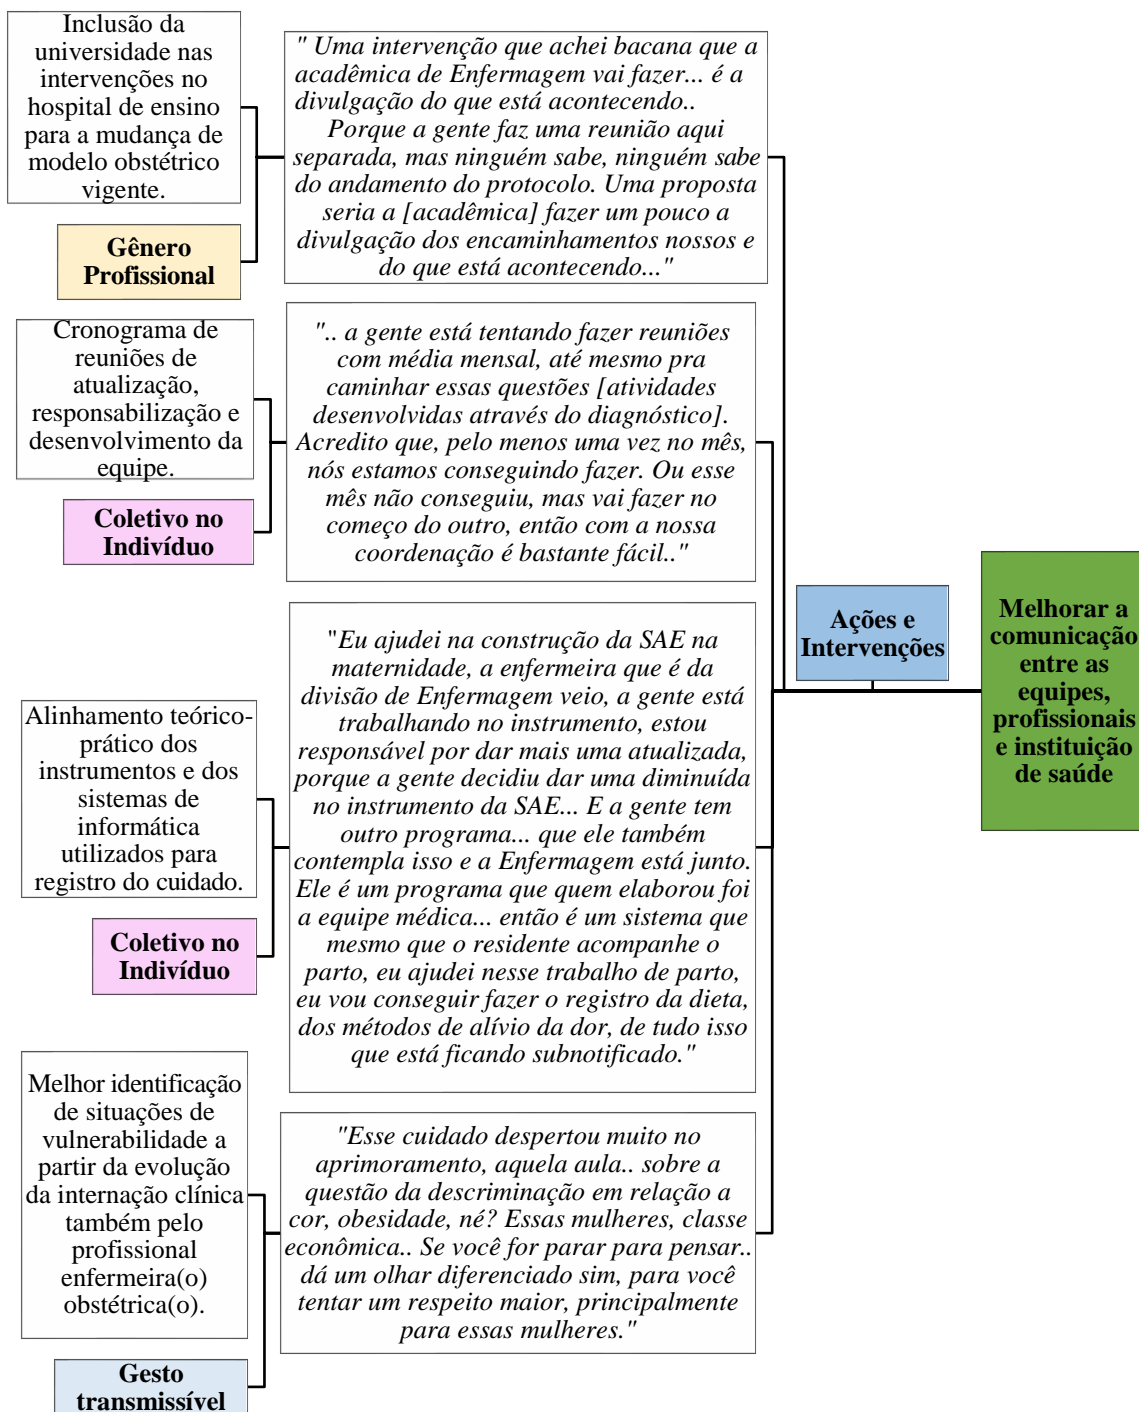 Inclusão da
universidade nas
intervenções no
hospital de ensino
para a mudança de
modelo obstétrico
vigente.
Gênero
Profissional
" Uma intervenção que achei bacana que a
acadêmica de Enfermagem vai fazer... é a
divulgação do que está acontecendo..
Porque a gente faz uma reunião aqui
separada, mas ninguém sabe, ninguém sabe
do andamento do protocolo. Uma proposta
seria a [acadêmica] fazer um pouco a
divulgação dos encaminhamentos nossos e
do que está acontecendo..."
Cronograma de
reuniões de
atualização,
responsabilização e
desenvolvimento da
equipe.
Coletivo no
Indivíduo
".. a gente está tentando fazer reuniões
com média mensal, até mesmo pra
caminhar essas questões [atividades
desenvolvidas através do diagnóstico].
Acredito que, pelo menos uma vez no mês,
nós estamos conseguindo fazer. Ou esse
mês não conseguiu, mas vai fazer no
começo do outro, então com a nossa
coordenação é bastante fácil.."
Alinhamento teórico-
prático dos
instrumentos e dos
sistemas de
informática
utilizados para
registro do cuidado.
Coletivo no
Indivíduo
"Eu ajudei na construção da SAE na
maternidade, a enfermeira que é da
divisão de Enfermagem veio, a gente está
trabalhando no instrumento, estou
responsável por dar mais uma atualizada,
porque a gente decidiu dar uma diminuída
no instrumento da SAE... E a gente tem
outro programa... que ele também
contempla isso e a Enfermagem está junto.
Ele é um programa que quem elaborou foi
a equipe médica... então é um sistema que
mesmo que o residente acompanhe o
parto, eu ajudei nesse trabalho de parto,
eu vou conseguir fazer o registro da dieta,
dos métodos de alívio da dor, de tudo isso
que está ficando subnotificado."
Melhor identificação
de situações de
vulnerabilidade a
partir da evolução
da internação clínica
também pelo
profissional
enfermeira(o)
obstétrica(o).
Gesto
transmissível
"Esse cuidado despertou muito no
aprimoramento, aquela aula.. sobre a
questão da descriminação em relação a
cor, obesidade, né? Essas mulheres, classe
econômica.. Se você for parar para pensar..
dá um olhar diferenciado sim, para você
tentar um respeito maior, principalmente
para essas mulheres."
Ações e
Intervenções
Melhorar a
comunicação
entre as
equipes,
profissionais
e instituição
de saúde